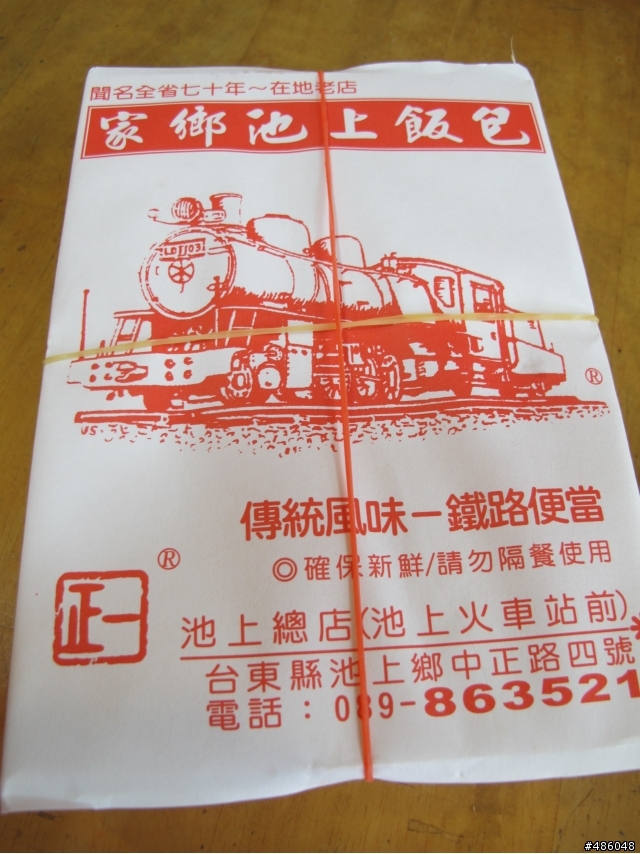 聞名全省七十年～在地老店
家鄉池上飯包
LDT103
®
傳統風味－鐵路便當
◎確保新鮮/請勿隔餐使用
®
正一
池上總店(池上火車站前)
台東縣池上鄉中正路四號
電話：089-863521
#486048